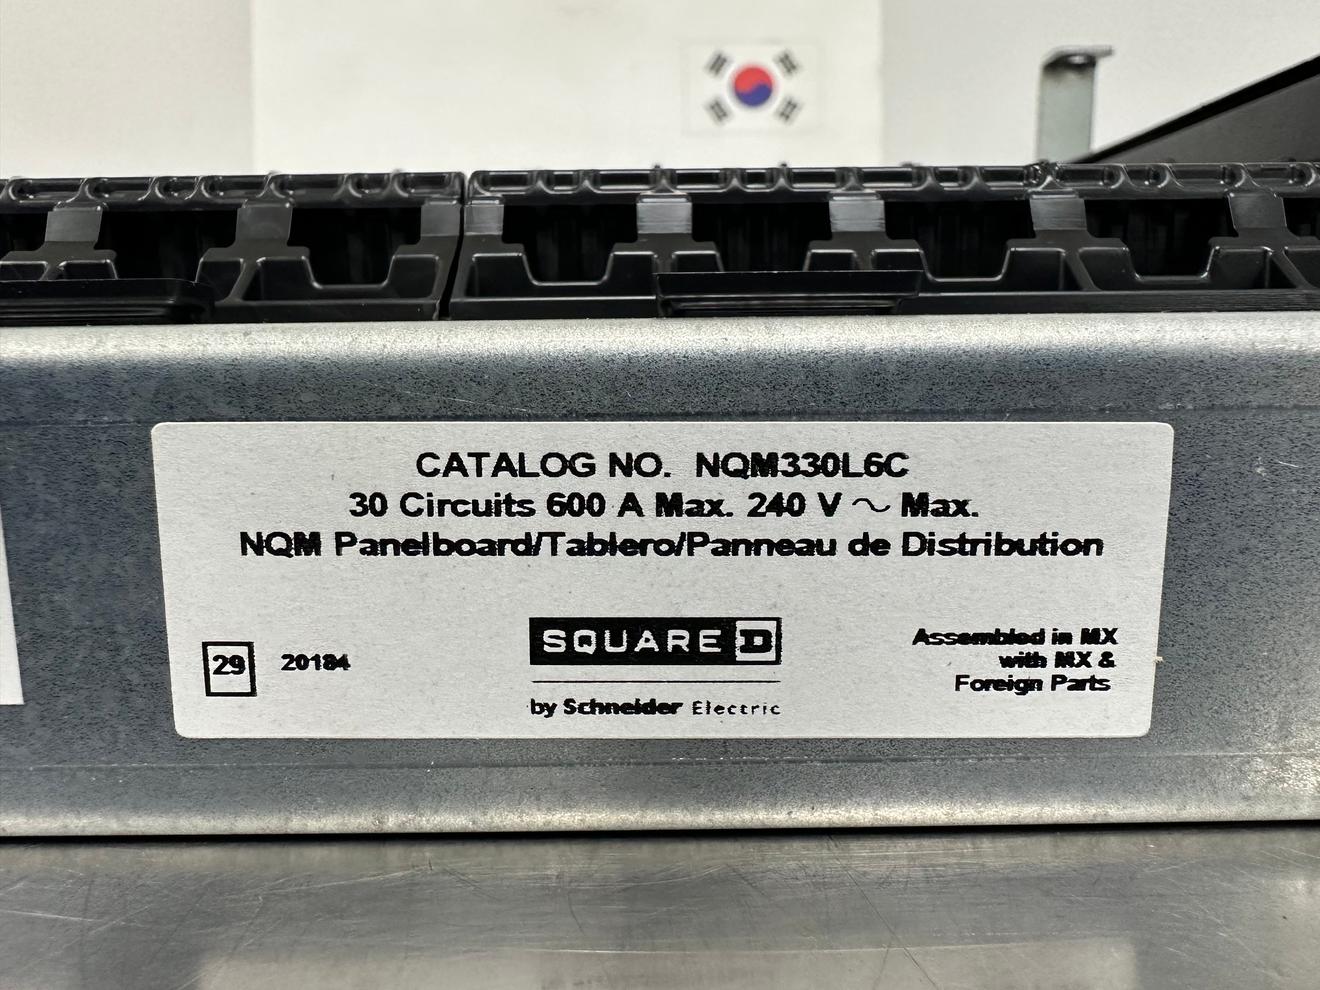 CATALOG NO. NQM330L6C
30 Circuits 600 A Max. 240 V ~ Max.
NQM Panelboard/Tablero/Panneau de Distribution
29
20184
SQUARE D
by Schneider Electric
Assembled in MX
with MX &
Foreign Parts